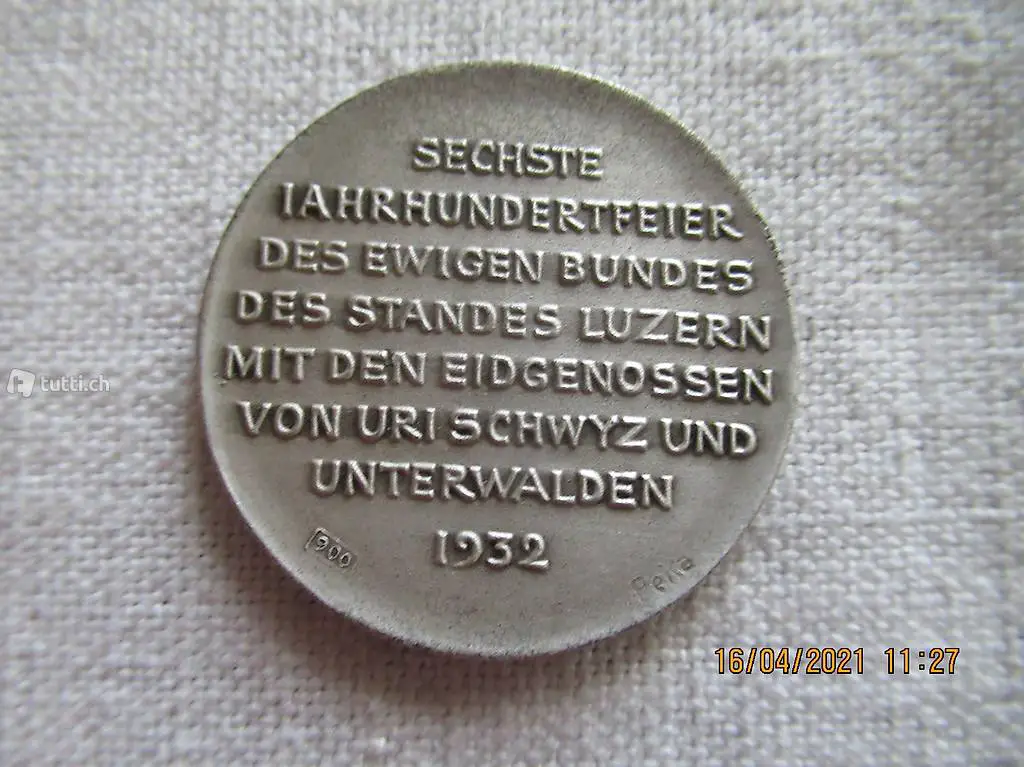 SECHSTE
IAHRHUNDERTFEIER
DES EWIGEN BUNDES
DES STANDES LUZERN
MIT DEN EIDGENOSSEN
VON URI SCHWYZ UND
UNTERWALDEN
1932
900
tutti.ch
16/04/2021 11:27